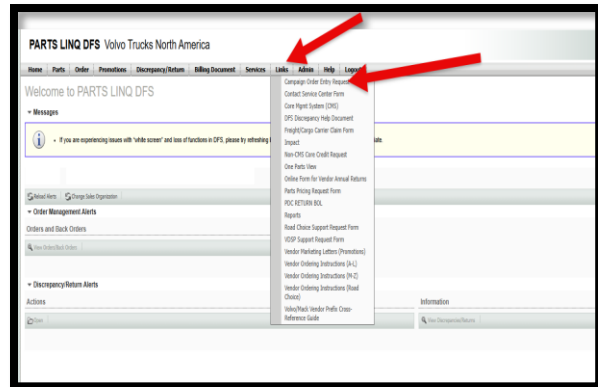 PARTS LINQ DFS Volvo Trucks North America
Home Parts Order Promotions Discrepancy/Return Billing Document Services Links Admin Help Logout
Welcome to PARTS LINQ DFS
Messages
If you are experiencing issues with "white screen" and loss of functions in DFS, please try refreshing
Reload Alerts Change Sales Organization
Order Management Alerts
Orders and Back Orders
View Orders/Back Orders
Discrepancy/Return Alerts
Actions
Open
Information
View Discrepancies/Returns
Campaign Order Entry Request
Contact Service Center Form
Core Mgmt System (CMS)
DFS Discrepancy Help Document
Freight/Cargo Carrier Claim Form
Impact
Non-CMS Core Credit Request
One Parts View
Online Form for Vendor Annual Returns
Parts Pricing Request Form
PDC RETURN BOL
Reports
Road Choice Support Request Form
VDSP Support Request Form
Vendor Marketing Letters (Promotions)
Vendor Ordering Instructions (A-L)
Vendor Ordering Instructions (M-Z)
Vendor Ordering Instructions (Road
Choice)
Volvo/Mack Vendor Prefix Cross-
Reference Guide